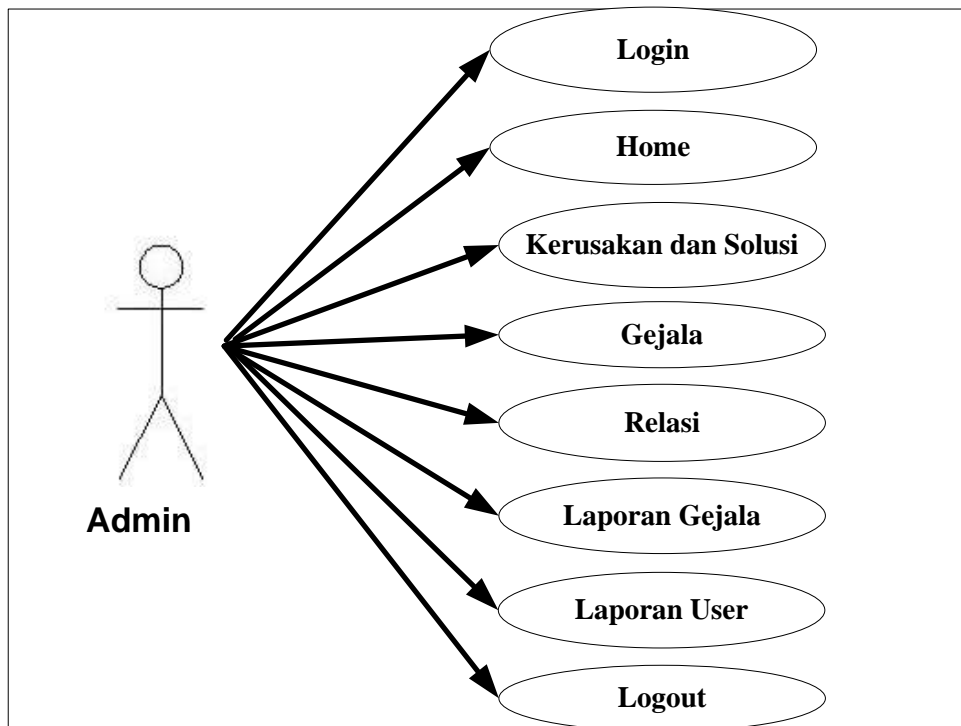 Login
Home
Kerusakan dan Solusi
Gejala
Relasi
Laporan Gejala
Admin
Laporan User
Logout